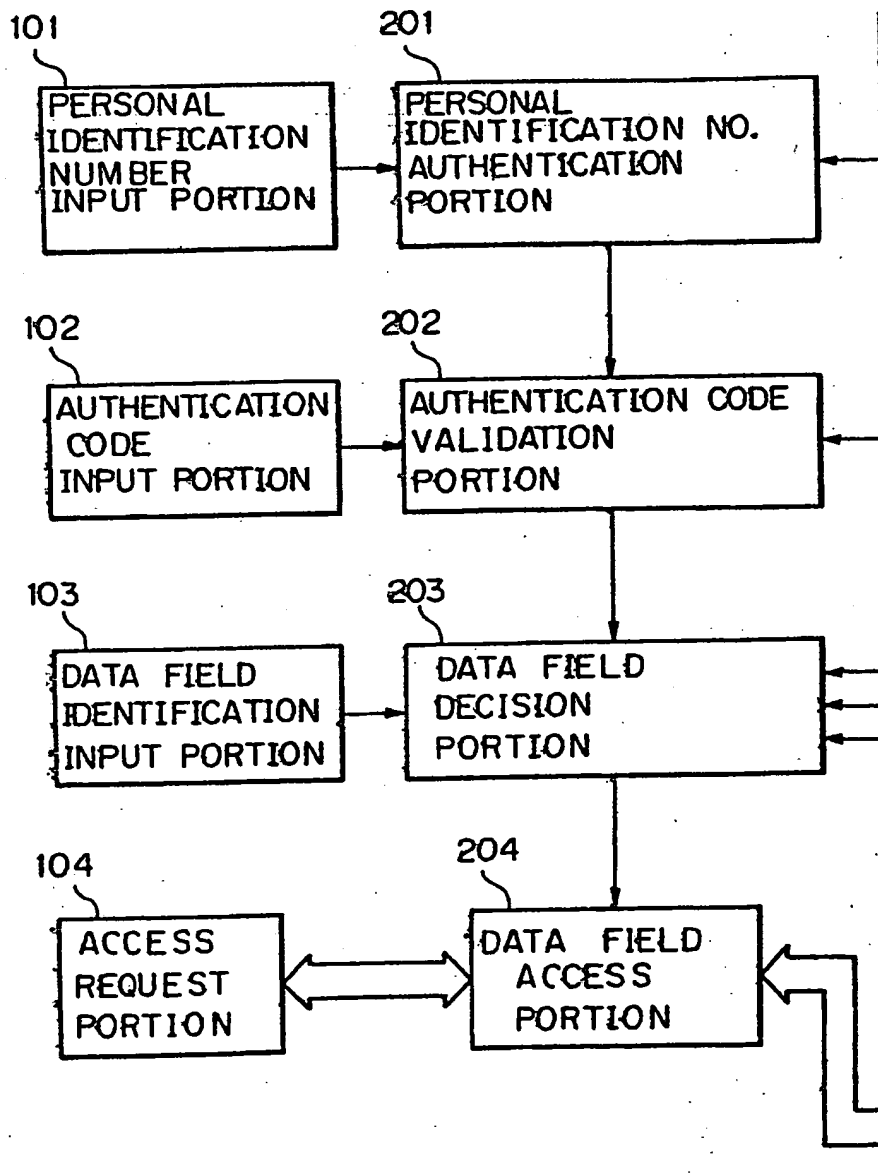 101
201
PERSONAL
IDENTIFICATION
NUMBER
INPUT PORTION
PERSONAL
IDENTIFICATION NO.
AUTHENTICATION
PORTION
102
202
AUTHENTICATION
CODE
INPUT PORTION
AUTHENTICATION CODE
VALIDATION
PORTION
103
203
DATA FIELD
IDENTIFICATION
INPUT PORTION
DATA FIELD
DECISION
PORTION
104
204
ACCESS
REQUEST
PORTION
DATA FIELD
ACCESS
PORTION